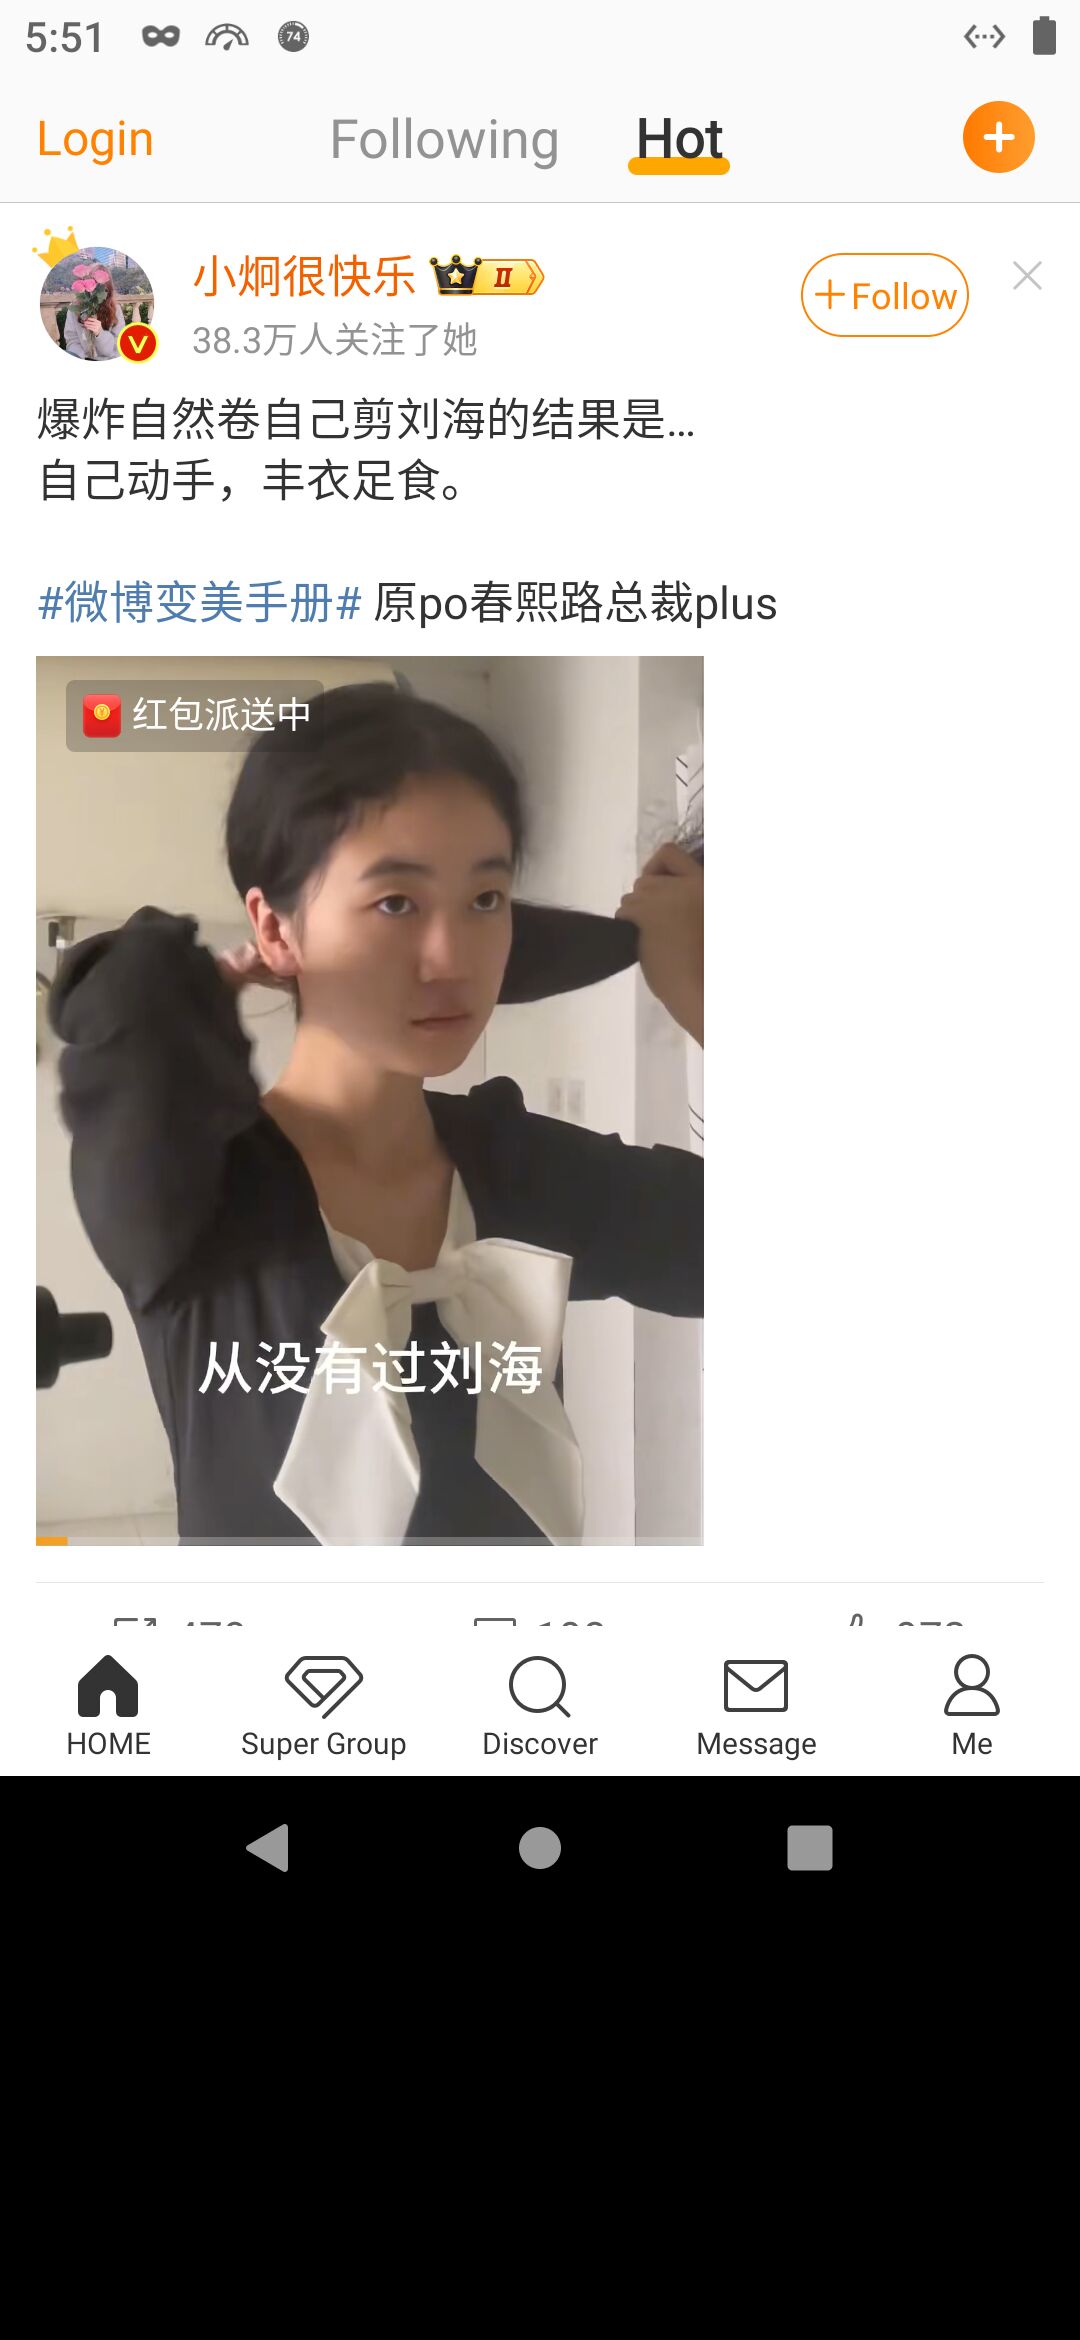 5:51
74
Login
Following
Hot
小炯很快乐
II
38.3万人关注了她
V
+Follow
爆炸自然卷自己剪刘海的结果是...
自己动手，丰衣足食。
#微博变美手册# 原po春熙路总裁plus
红包派送中
从没有过刘海
HOME
Super Group
Discover
Message
Me